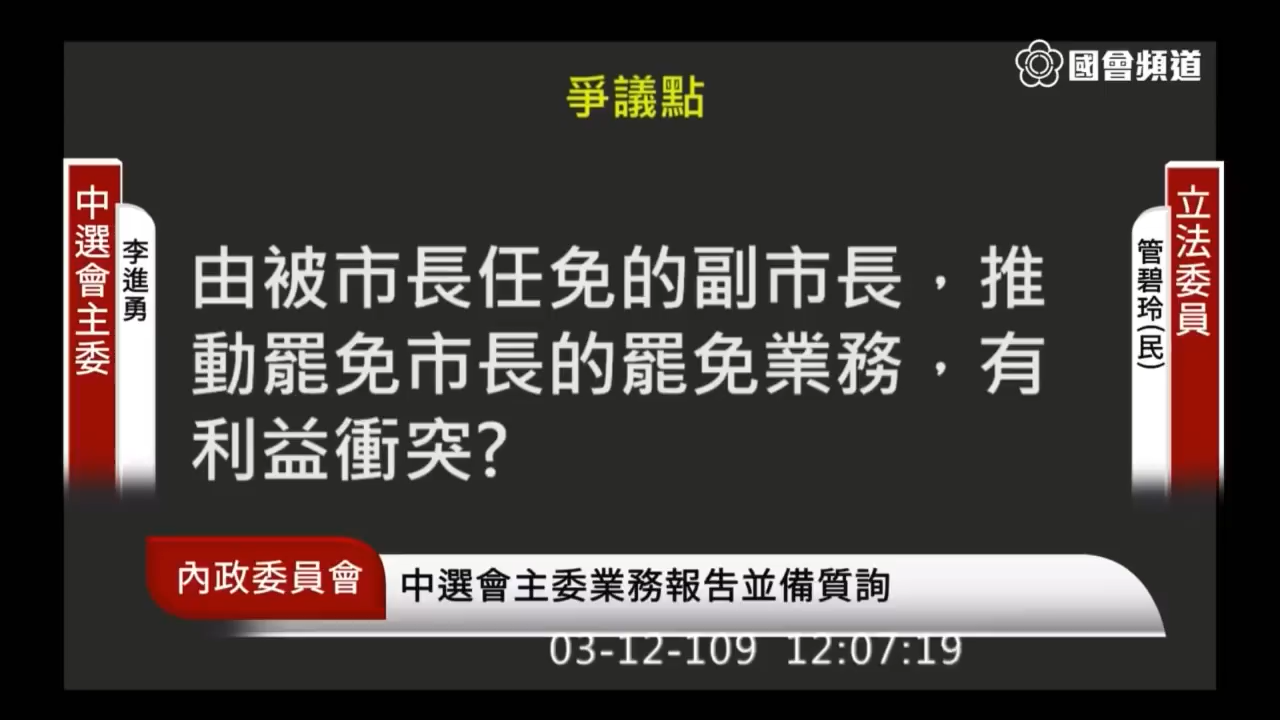 國會頻道
爭議點
中選會主委
李進勇
由被市長任免的副市長，推
動罷免市長的罷免業務，有
利益衝突?
立法委員
管碧玲(民)
內政委員會
中選會主委業務報告並備質詢
03-12-109 12:07:19